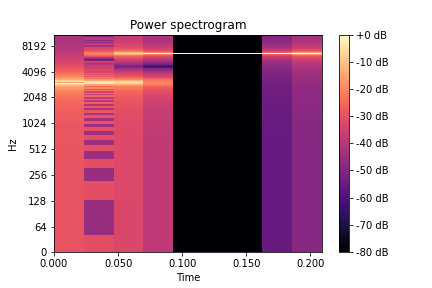 Power spectrogram
8192
4096
2048
1024
512
256
128
64
0
Hz
0.000 0.050 0.100 0.150 0.200
Time
+0 dB
-10 dB
-20 dB
-30 dB
-40 dB
-50 dB
-60 dB
-70 dB
-80 dB